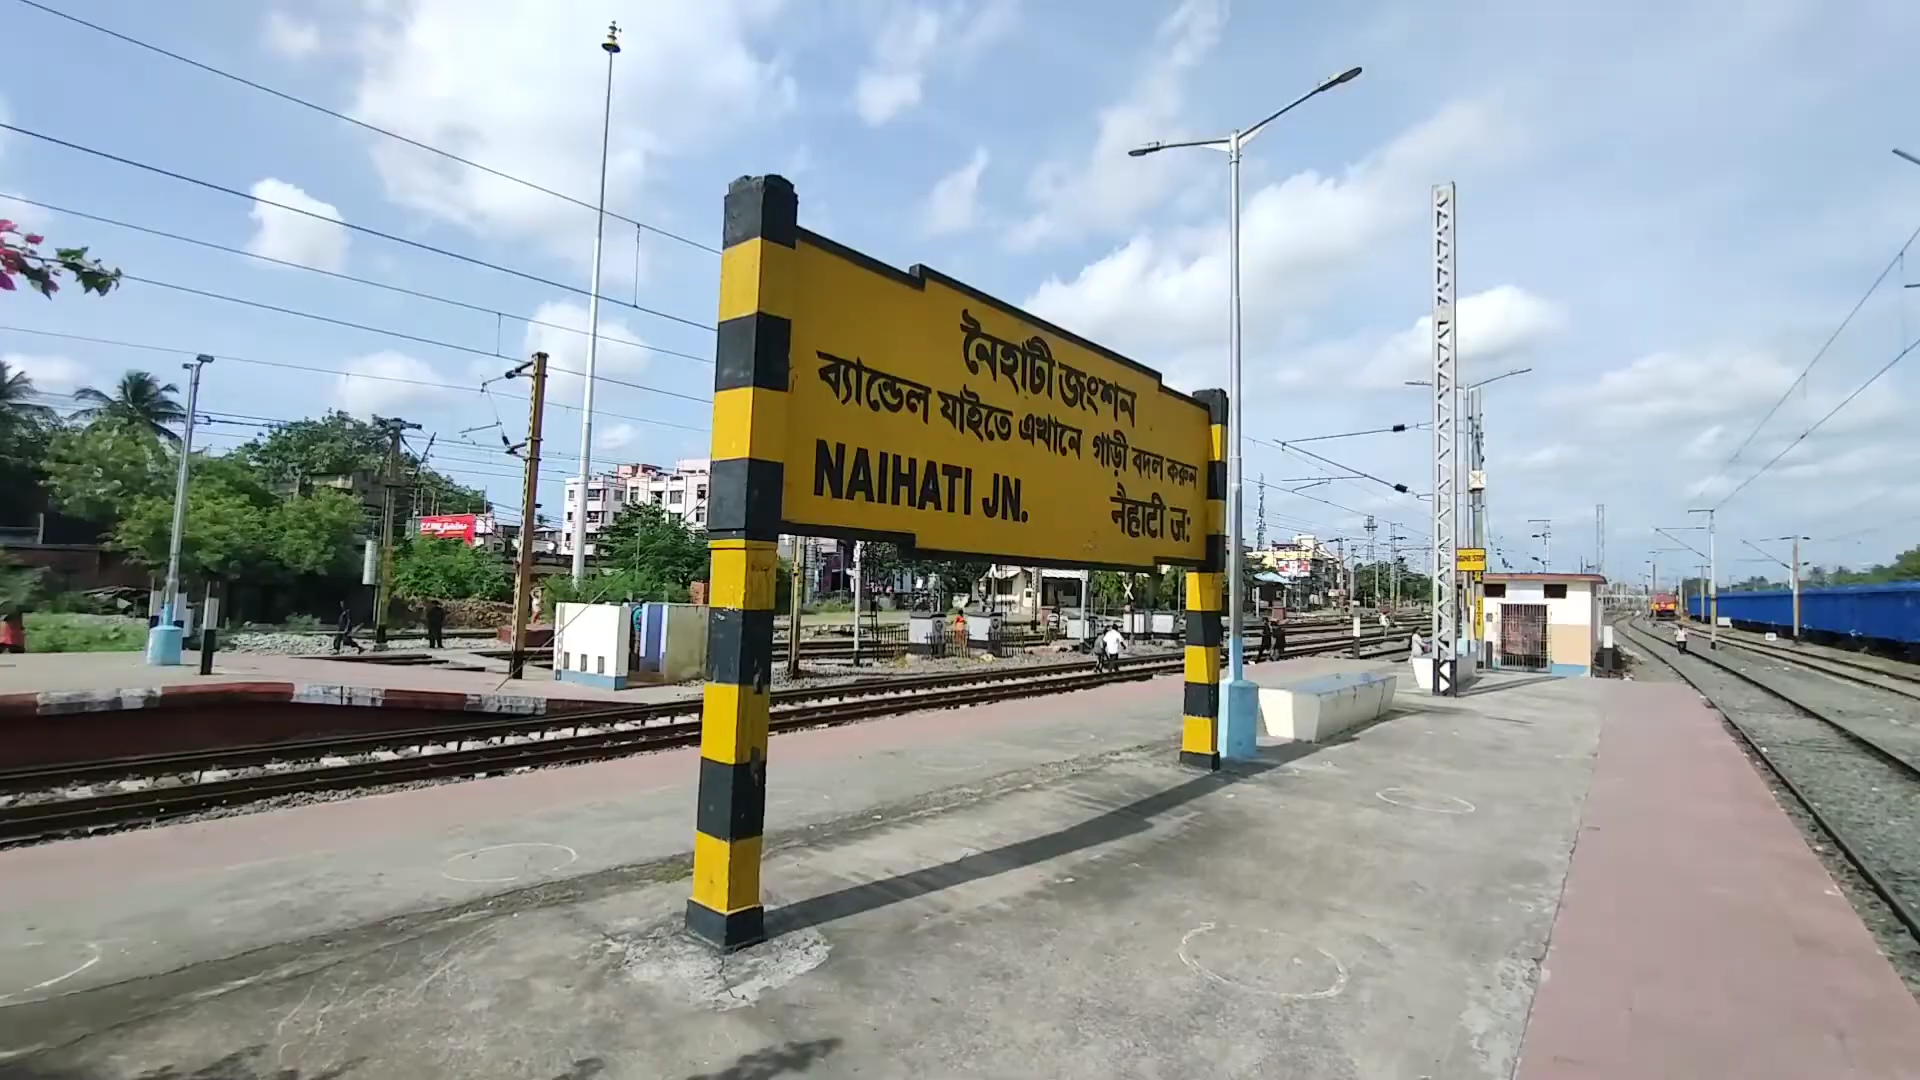 নৈহাটী জংশন
ব্যান্ডেল যাইতে এখানে গাড়ী বদল করুন
NAIHATI JN.
नैहाटी ज: